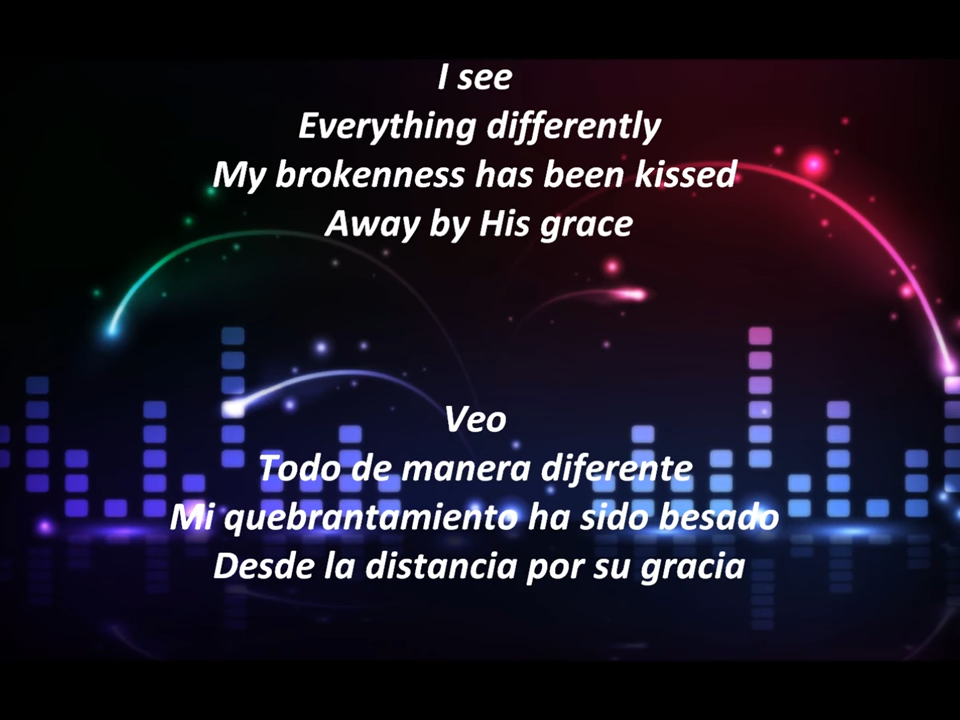 I see
Everything differently
My brokenness has been kissed
Away by His grace
Veo
Todo de manera diferente
Mi quebrantamiento ha sido besado
Desde la distancia por su gracia